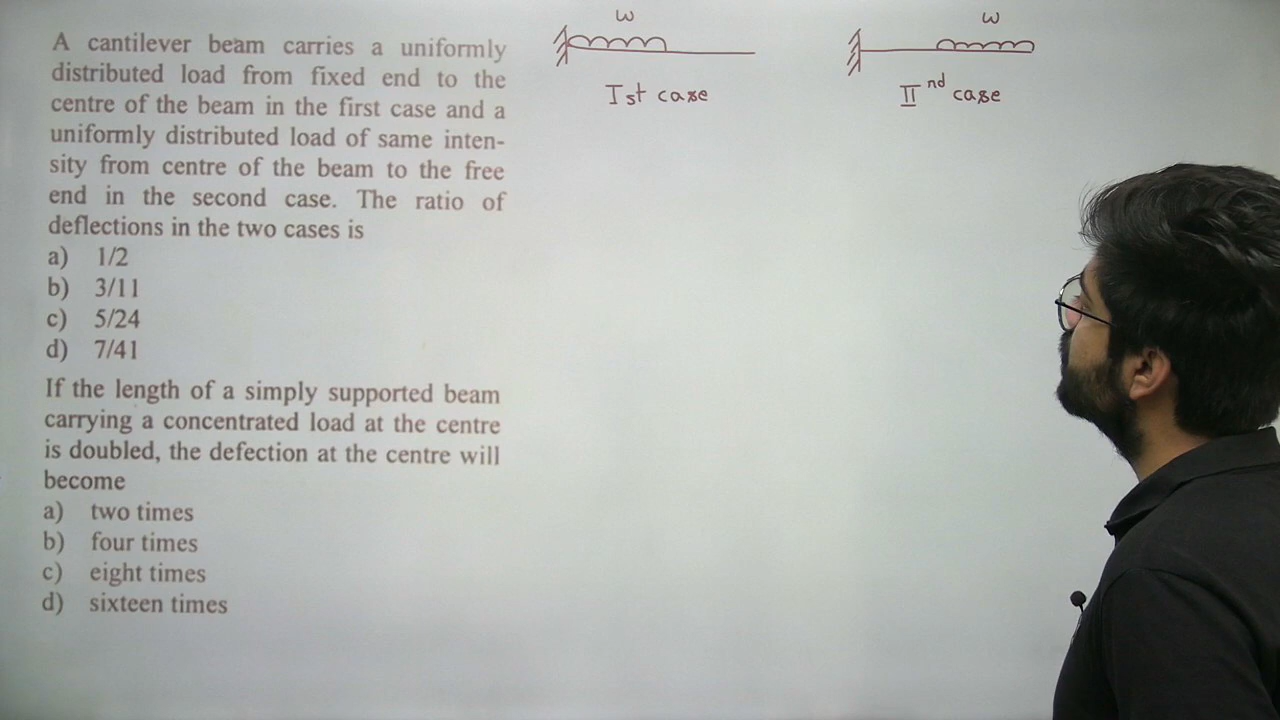 A cantilever beam carries a uniformly
distributed load from fixed end to the
centre of the beam in the first case and a
uniformly distributed load of same inten-
sity from centre of the beam to the free
end in the second case. The ratio of
deflections in the two cases is
a) 1/2
b) 3/11
c) 5/24
d) 7/41
If the length of a simply supported beam
carrying a concentrated load at the centre
is doubled, the defection at the centre will
become
a) two times
b) four times
c) eight times
d) sixteen times
ω
Ist case
ω
IInd case